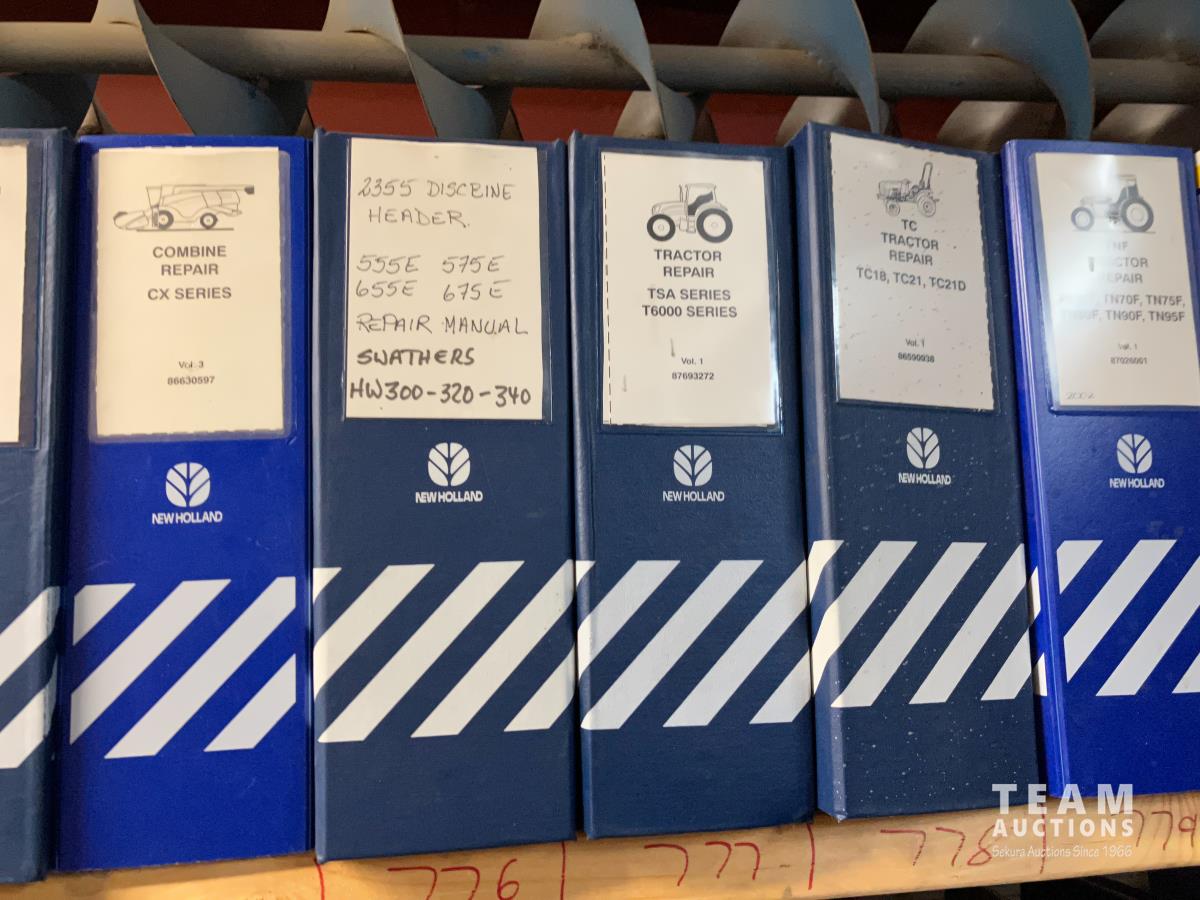 COMBINE
REPAIR
CX SERIES
Vol. 3
86630597
NEW HOLLAND
2355 DISCBINE
HEADER
555E 575E
655E 675E
REPAIR MANUAL
SWATHERS
HW300-320-340
NEW HOLLAND
TRACTOR
REPAIR
TSA SERIES
T6000 SERIES
Vol. 1
87693272
NEW HOLLAND
TC
TRACTOR
REPAIR
TC18, TC21, TC21D
Vol. 1
86590938
NEW HOLLAND
TRACTOR
REPAIR
TN70F, TN75F,
TN90F, TN95F
Vol. 1
87026001
2002
NEW HOLLAND
776
777
778
779
TEAM
AUCTIONS
Sekura Auctions Since 1966